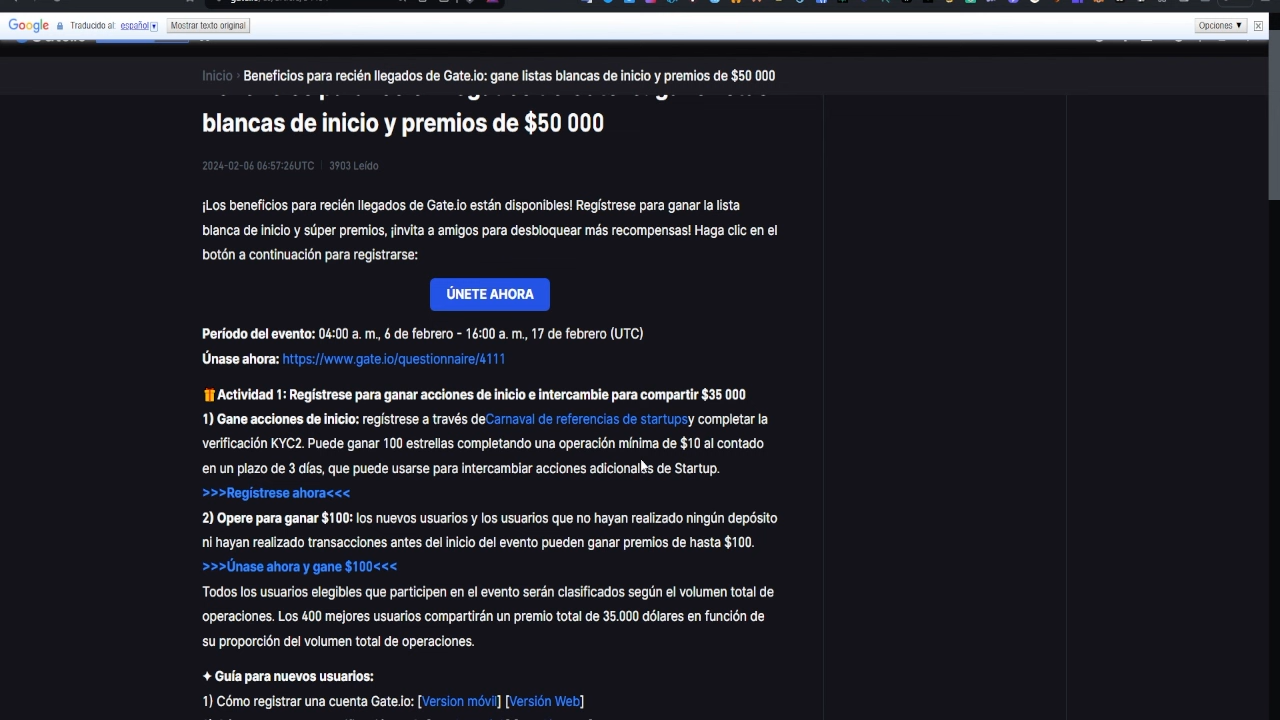 Google Traducido al: español Mostrar texto original Opciones ▼
Inicio › Beneficios para recién llegados de Gate.io: gane listas blancas de inicio y premios de $50 000
blancas de inicio y premios de $50 000
2024-02-06 06:57:26UTC 3903 Leído
¡Los beneficios para recién llegados de Gate.io están disponibles! Regístrese para ganar la lista
blanca de inicio y súper premios, ¡invita a amigos para desbloquear más recompensas! Haga clic en el
botón a continuación para registrarse:
ÚNETE AHORA
Período del evento: 04:00 a. m., 6 de febrero - 16:00 a. m., 17 de febrero (UTC)
Únase ahora: https://www.gate.io/questionnaire/4111
Actividad 1: Regístrese para ganar acciones de inicio e intercambie para compartir $35 000
1) Gane acciones de inicio: regístrese a través deCarnaval de referencias de startupsy completar la
verificación KYC2. Puede ganar 100 estrellas completando una operación mínima de $10 al contado
en un plazo de 3 días, que puede usarse para intercambiar acciones adicionales de Startup.
>>>Regístrese ahora<<<
2) Opere para ganar $100: los nuevos usuarios y los usuarios que no hayan realizado ningún depósito
ni hayan realizado transacciones antes del inicio del evento pueden ganar premios de hasta $100.
>>>Únase ahora y gane $100<<<
Todos los usuarios elegibles que participen en el evento serán clasificados según el volumen total de
operaciones. Los 400 mejores usuarios compartirán un premio total de 35.000 dólares en función de
su proporción del volumen total de operaciones.
✦ Guía para nuevos usuarios:
1) Cómo registrar una cuenta Gate.io: [Version móvil] [Versión Web]